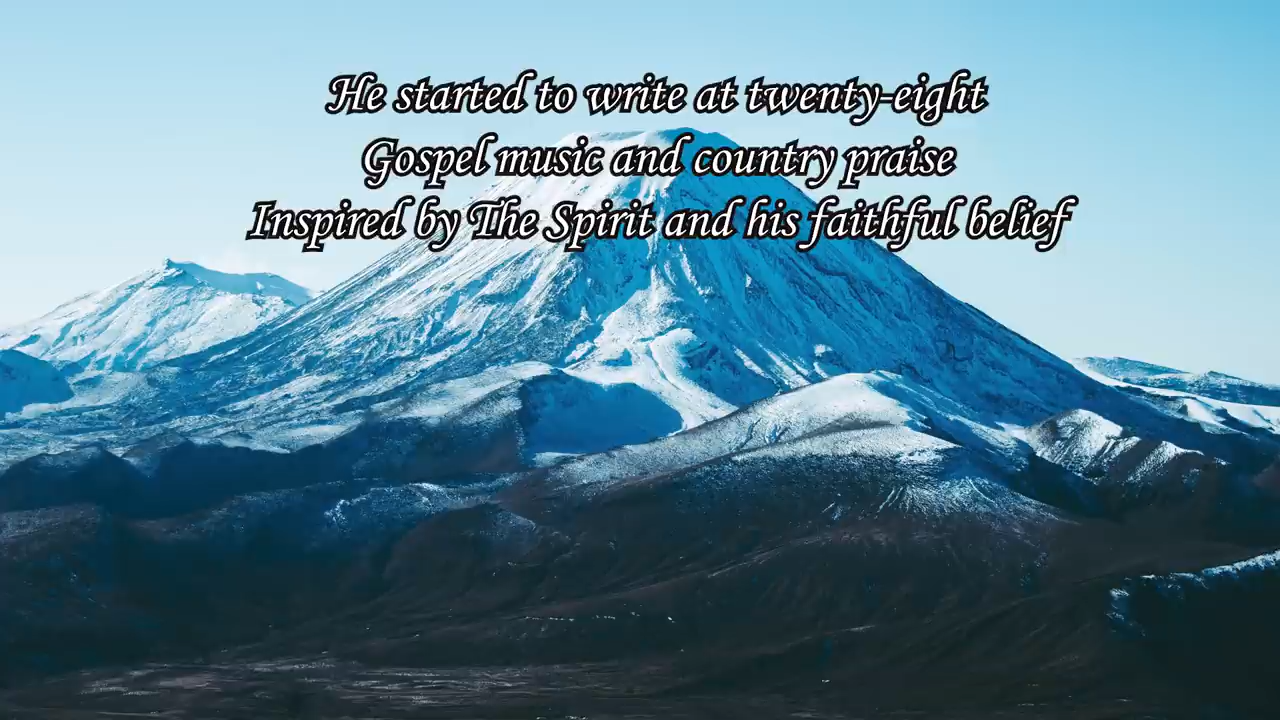 He started to write at twenty-eight
Gospel music and country praise
Inspired by The Spirit and his faithful belief